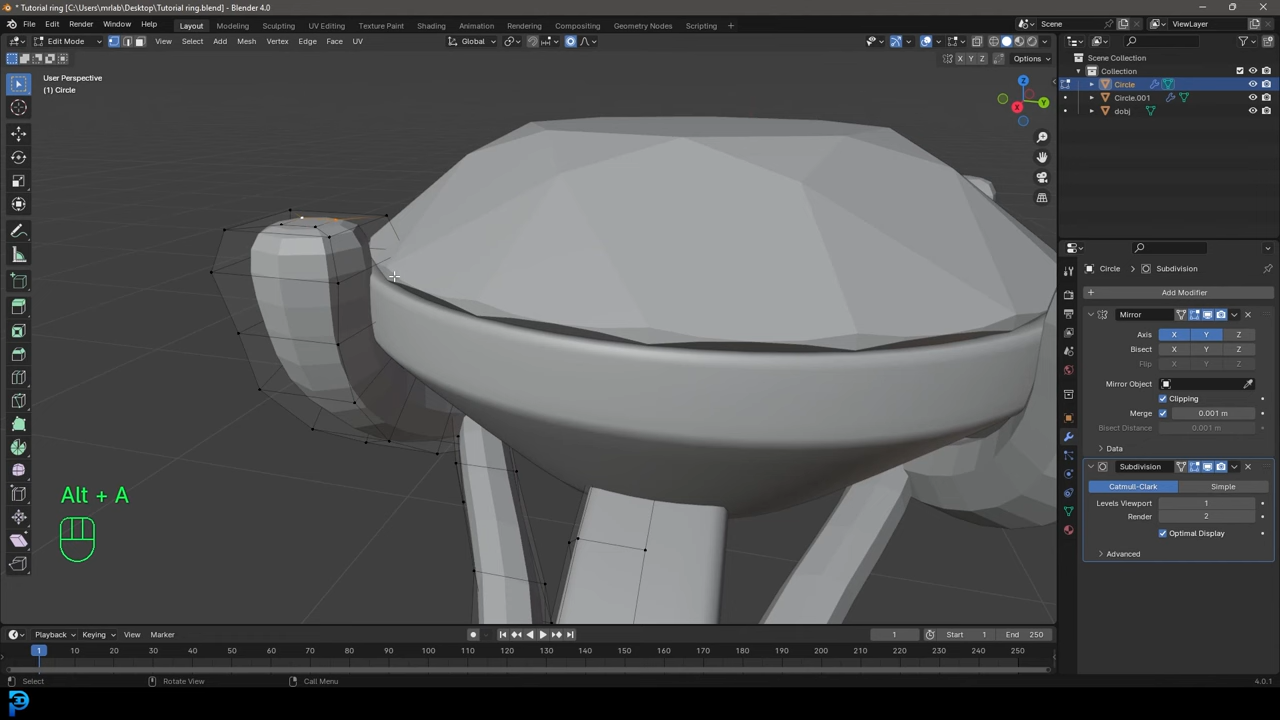 * Tutorial ring [C:\Users\mrlab\Desktop\Tutorial ring.blend] - Blender 4.0
File Edit Render Window Help Layout Modeling Sculpting UV Editing Texture Paint Shading Animation Rendering Compositing Geometry Nodes Scripting Scene ViewLayer
Edit Mode View Select Add Mesh Vertex Edge Face UV Global
X Y Z Options
User Perspective
(1) Circle
Z
Y
X
Scene Collection
Collection
Circle
Circle.001
dobj
Circle > Subdivision
+ Add Modifier
Mirror
Axis X Y Z
Bisect X Y Z
Flip X Y Z
Mirror Object
Clipping
Merge 0.001 m
Bisect Distance 0.001 m
Data
Subdivision
Catmull-Clark Simple
Levels Viewport 1
Render 2
Optimal Display
Advanced
Alt + A
Playback Keying View Marker 1 Start 1 End 250
1 10 20 30 40 50 60 70 80 90 100 110 120 130 140 150 160 170 180 190 200 210 220 230 240 250
Select Rotate View Call Menu 4.0.1